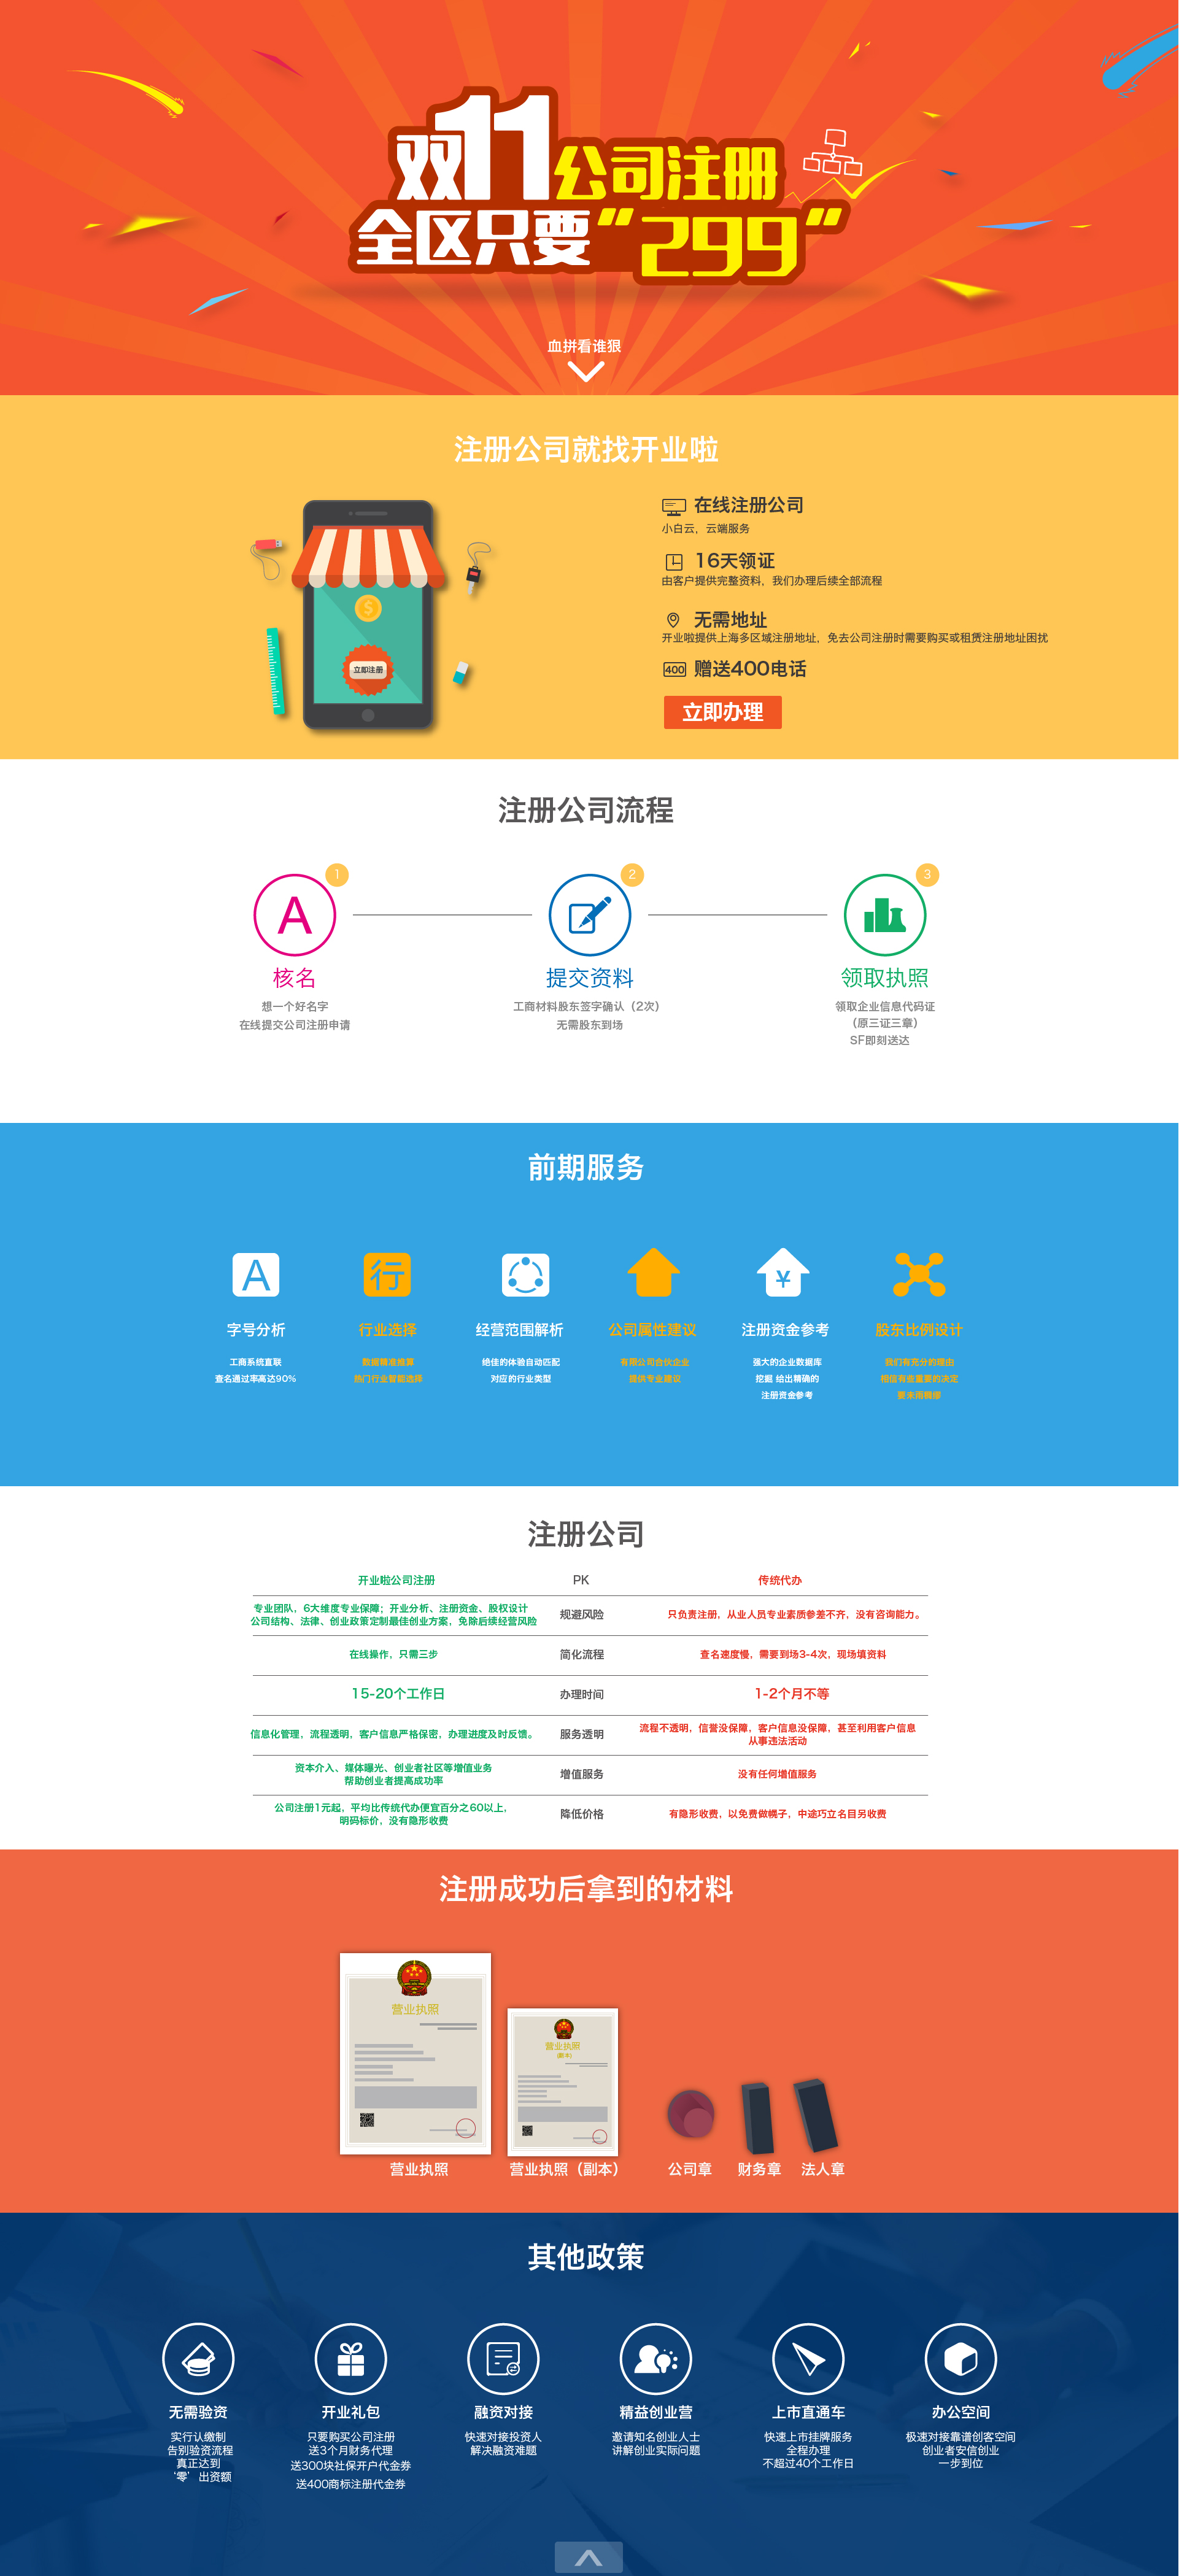 双11公司注册
全区只要“299”
血拼看谁狠
注册公司就找开业啦
在线注册公司
小白云，云端服务
16天领证
由客户提供完整资料，我们办理后续全部流程
无需地址
开业啦提供上海多区域注册地址，免去公司注册时需要购买或租赁注册地址困扰
400 赠送400电话
立即注册
立即办理
注册公司流程
1
2
3
A
核名
提交资料
领取执照
想一个好名字
在线提交公司注册申请
工商材料股东签字确认（2次）
无需股东到场
领取企业信息代码证
（原三证三章）
SF即刻送达
前期服务
A
行
¥
字号分析
行业选择
经营范围解析
公司属性建议
注册资金参考
股东比例设计
工商系统直联
查名通过率高达90%
数据精准推算
热门行业智能选择
绝佳的体验自动匹配
对应的行业类型
有限公司合伙企业
提供专业建议
强大的企业数据库
挖掘 给出精确的
注册资金参考
我们有充分的理由
相信有些重要的决定
要未雨绸缪
注册公司
开业啦公司注册 PK 传统代办
专业团队，6大维度专业保障；开业分析、注册资金、股权设计
公司结构、法律、创业政策定制最佳创业方案，免除后续经营风险
规避风险
只负责注册，从业人员专业素质参差不齐，没有咨询能力。
在线操作，只需三步 简化流程 查名速度慢，需要到场3-4次，现场填资料
15-20个工作日 办理时间 1-2个月不等
信息化管理，流程透明，客户信息严格保密，办理进度及时反馈。
服务透明
流程不透明，信誉没保障，客户信息没保障，甚至利用客户信息
从事违法活动
资本介入、媒体曝光、创业者社区等增值业务
帮助创业者提高成功率
增值服务
没有任何增值服务
公司注册1元起，平均比传统代办便宜百分之60以上，
明码标价，没有隐形收费
降低价格
有隐形收费，以免费做幌子，中途巧立名目另收费
注册成功后拿到的材料
营业执照
营业执照
(副本)
营业执照
营业执照（副本）
公司章
财务章
法人章
其他政策
无需验资
实行认缴制
告别验资流程
真正达到
‘零’出资额
开业礼包
只要购买公司注册
送3个月财务代理
送300块社保开户代金券
送400商标注册代金券
融资对接
快速对接投资人
解决融资难题
精益创业营
邀请知名创业人士
讲解创业实际问题
上市直通车
快速上市挂牌服务
全程办理
不超过40个工作日
办公空间
极速对接靠谱创客空间
创业者安信创业
一步到位